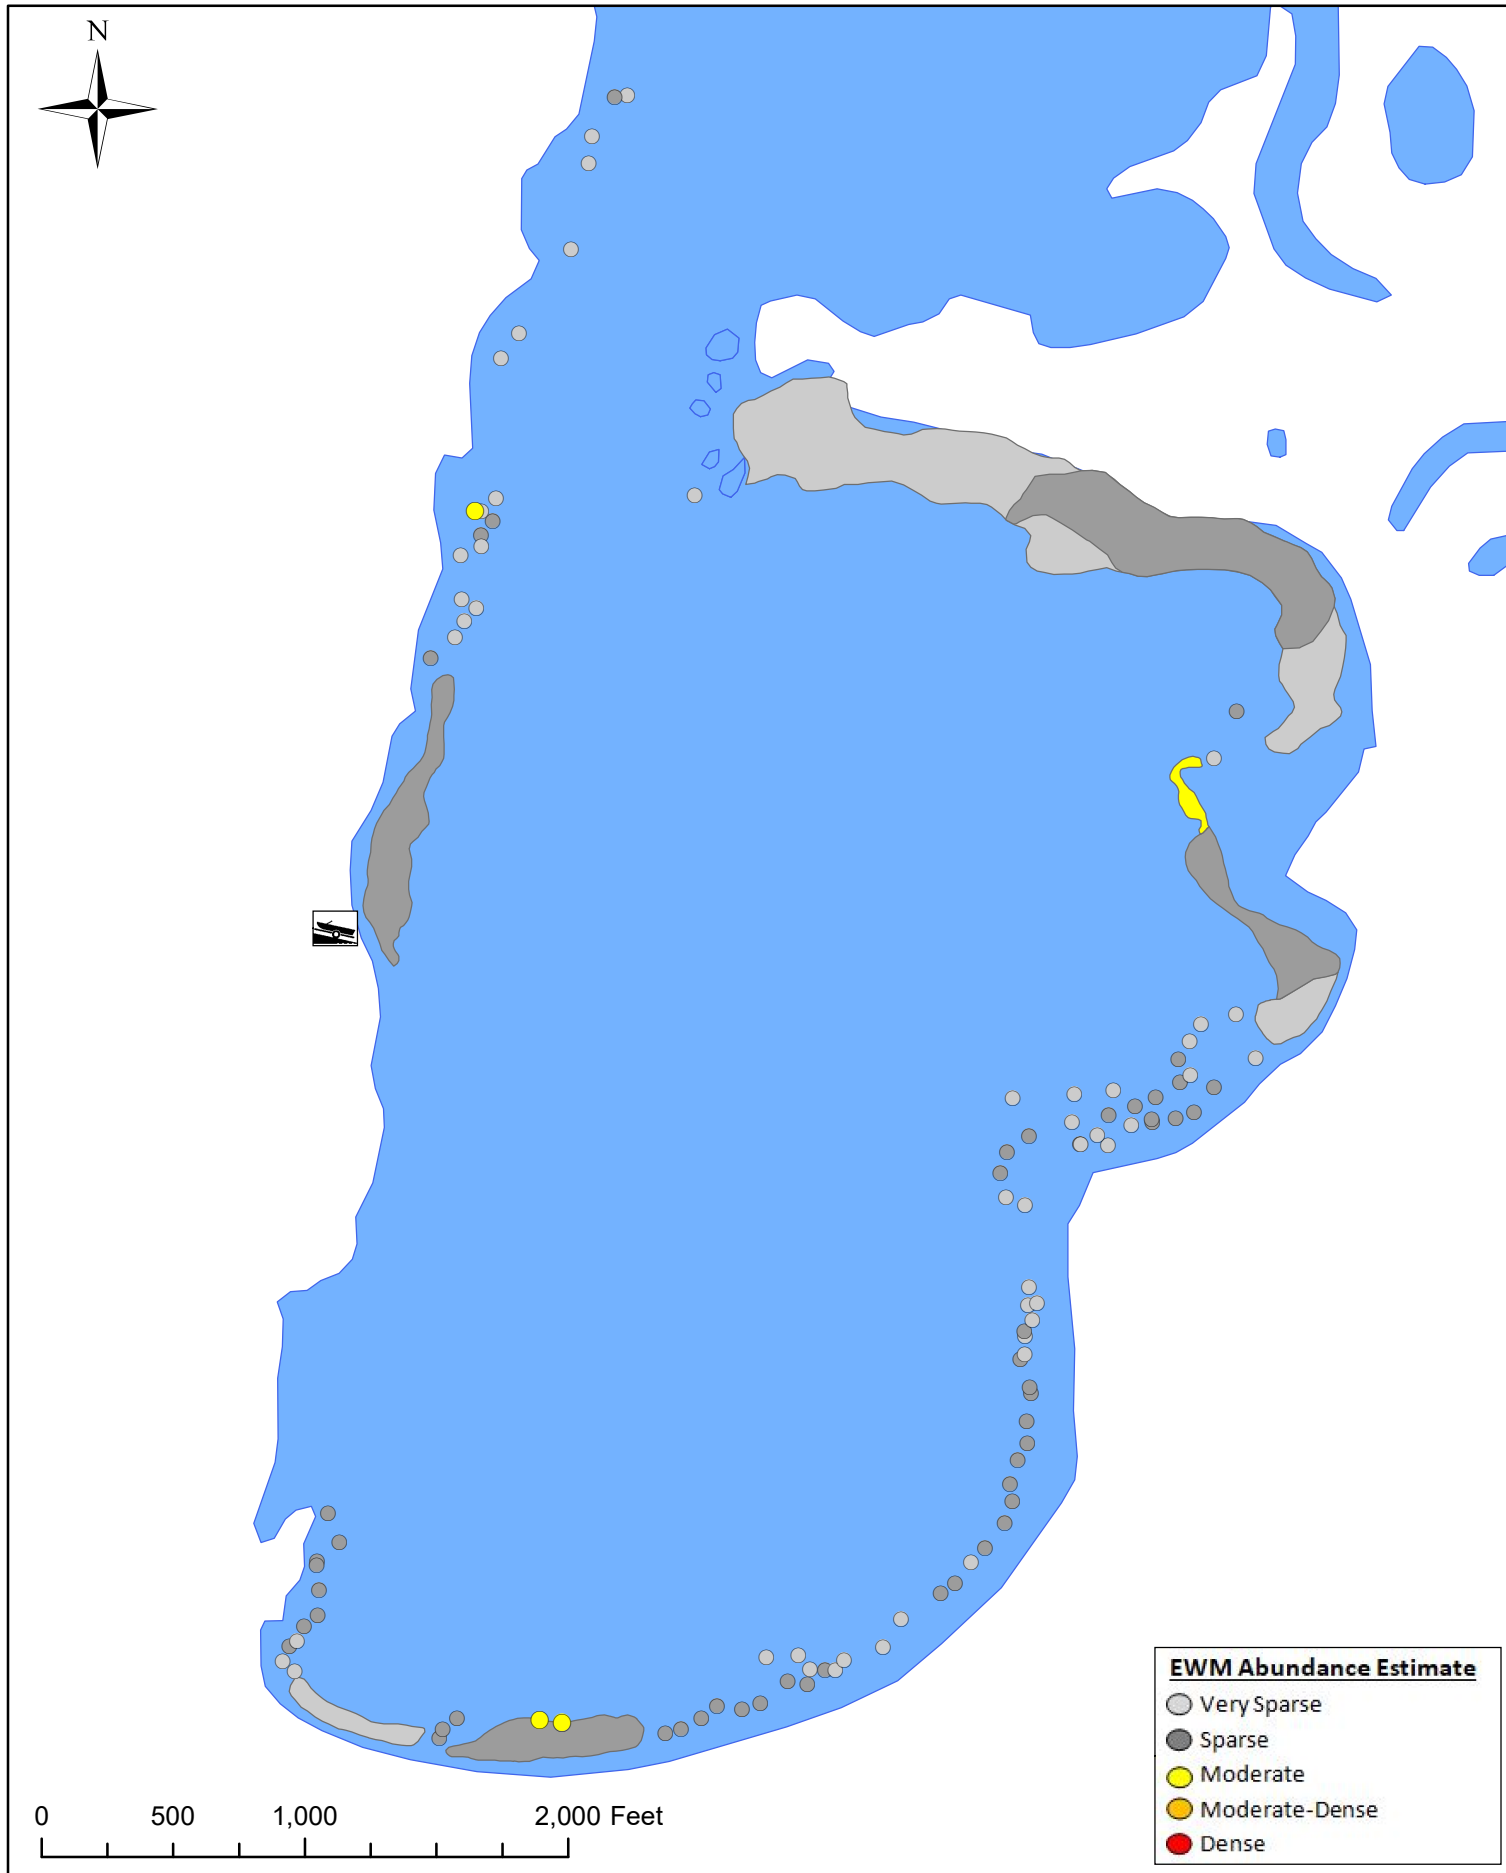 N
EWM Abundance Estimate
Very Sparse
Sparse
Moderate
Moderate-Dense
Dense
0 500 1,000 2,000 Feet